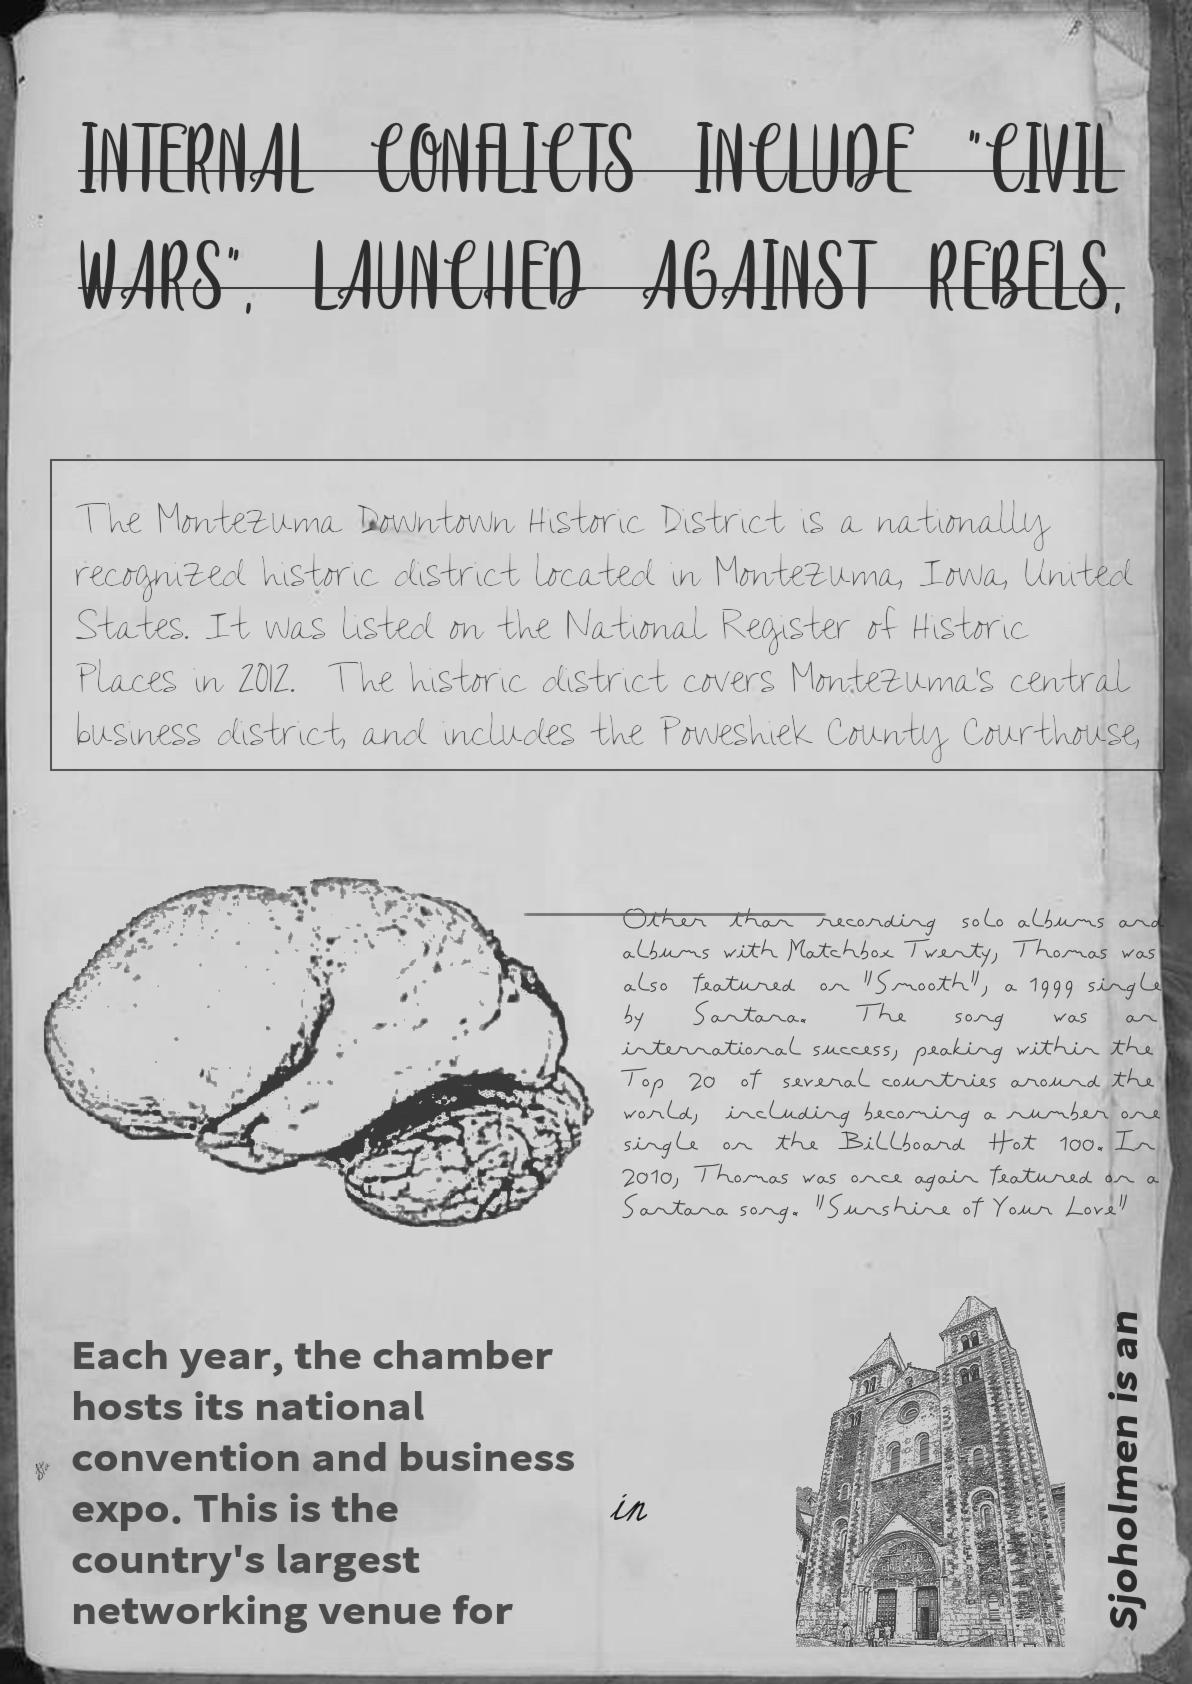 INTERNAL CONFLICTS INCLUDE "CIVIL
WARS", LAUNCHED AGAINST REBELS,
The Montezuma Downtown Historic District is a nationally
recognized historic district located in Montezuma, Iowa, United
States. It was listed on the National Register of Historic
Places in 2012. The historic district covers Montezuma's central
business district, and includes the Poweshiek County Courthouse,
Other than recording solo albums and
albums with Matchbox Twenty, Thomas was
also featured on "Smooth", a 1999 single
by Santana. The song was an
international success, peaking within the
Top 20 of several countries around the
world, including becoming a number one
single on the Billboard Hot 100. In
2010, Thomas was once again featured on a
Santana song. "Sunshine of Your Love"
Each year, the chamber
hosts its national
convention and business
expo. This is the
country's largest
networking venue for
in
Sjoholmen is an